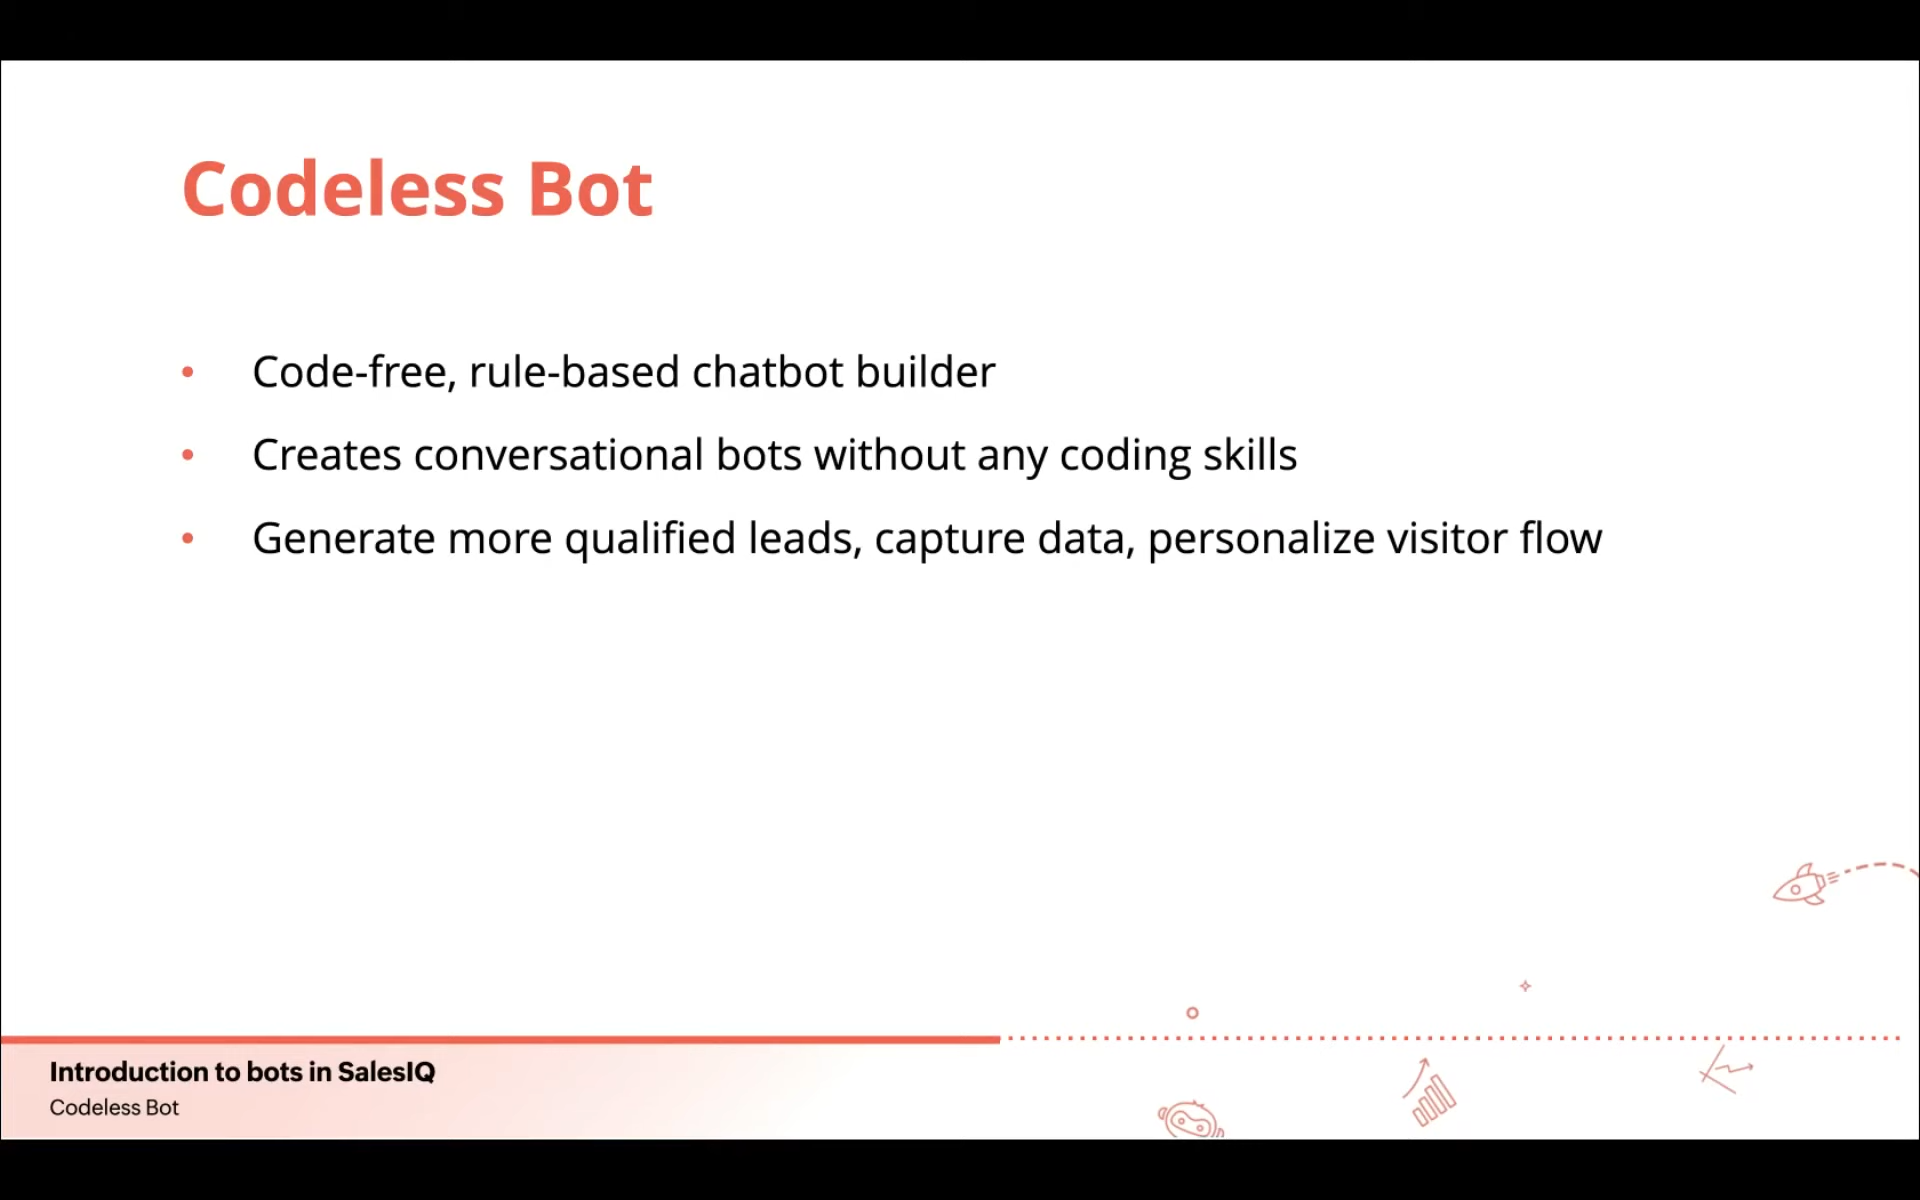 Codeless Bot
• Code-free, rule-based chatbot builder
• Creates conversational bots without any coding skills
• Generate more qualified leads, capture data, personalize visitor flow
Introduction to bots in SalesIQ
Codeless Bot